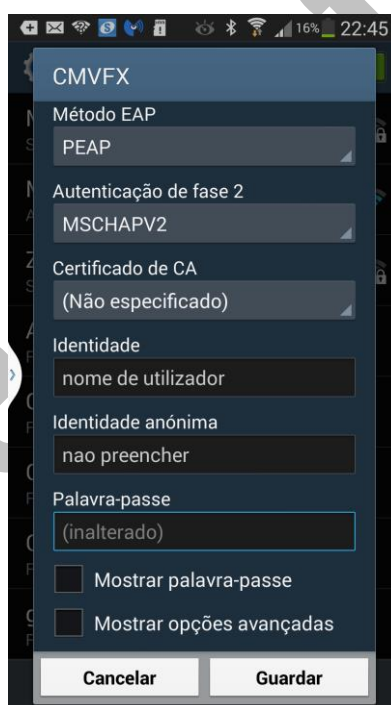 16% 22:45
CMVFX
Método EAP
PEAP
Autenticação de fase 2
MSCHAPV2
Certificado de CA
(Não especificado)
Identidade
nome de utilizador
Identidade anónima
nao preencher
Palavra-passe
(inalterado)
Mostrar palavra-passe
Mostrar opções avançadas
Cancelar Guardar